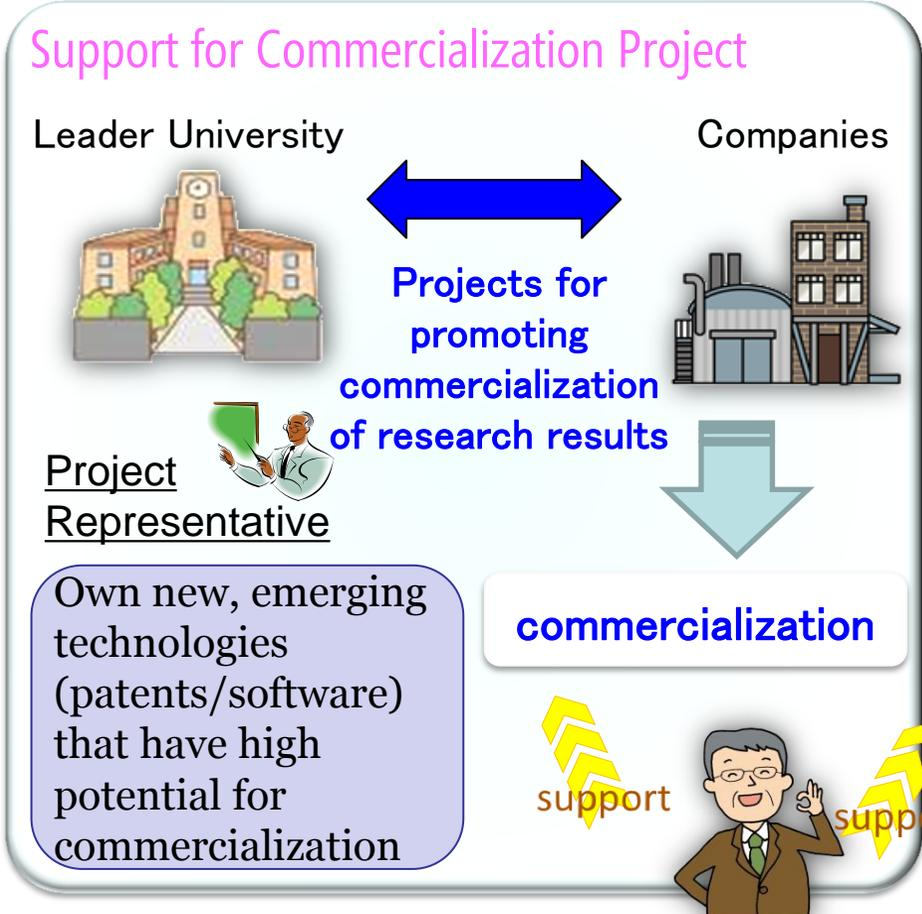 Support for Commercialization Project
Leader University
Companies
Projects for
promoting
commercialization
of research results
Project
Representative
Own new, emerging
technologies
(patents/software)
that have high
potential for
commercialization
commercialization
support
supp